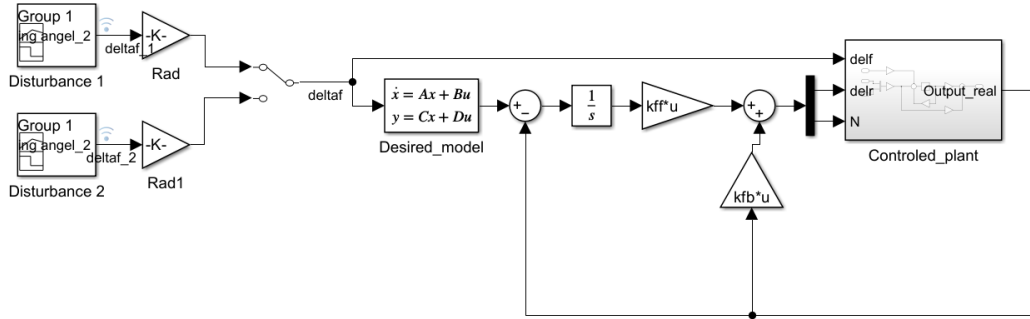 Group 1
ing angel_2
deltaf_1
Disturbance 1
-K-
Rad
Group 1
ing angel_2
deltaf_2
Disturbance 2
-K-
Rad1
deltaf
ẋ = Ax + Bu
y = Cx + Du
Desired_model
+
−
1
s
kff*u
+
+
kfb*u
delf
delr
N
Output_real
Controled_plant